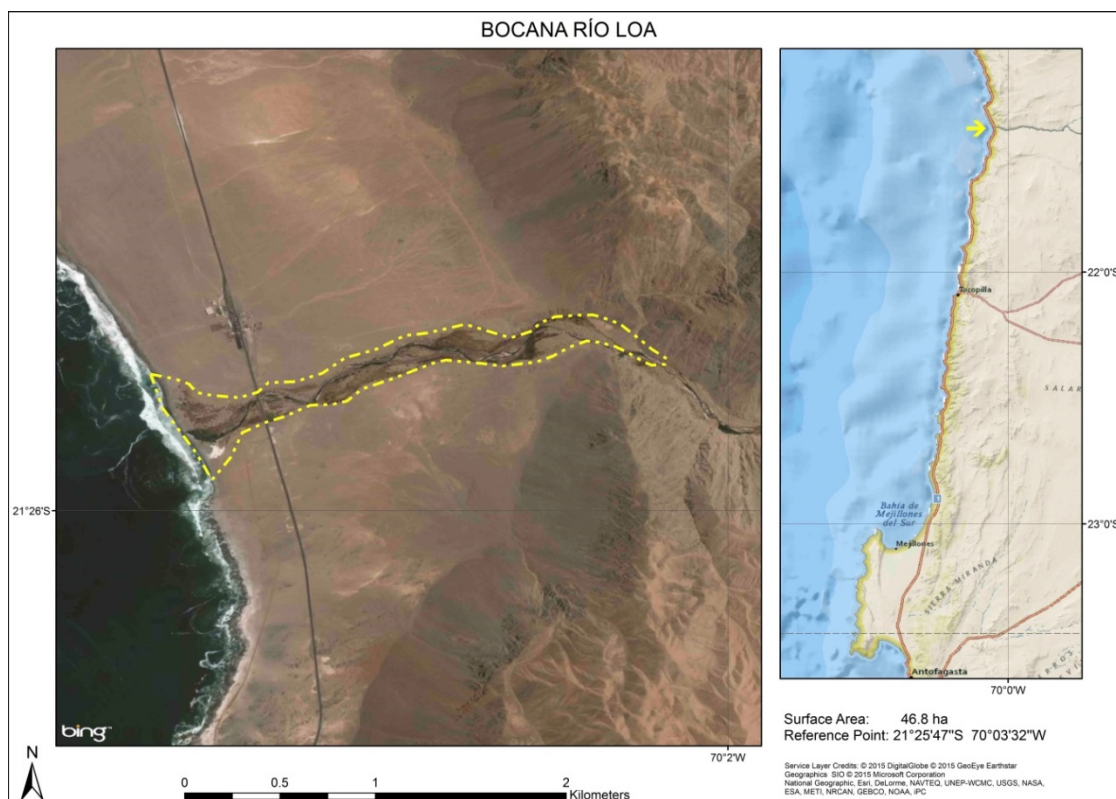 BOCANA RÍO LOA
21°26'S
70°2'W
bing™
N
0 0.5 1 2
Kilometers
22°0'S
Tocopilla
SALAR
Bahía de
Mejillones
del Sur
Mejillones
23°0'S
SIERRA MIRANDA
Antofagasta
70°0'W
Surface Area: 46.8 ha
Reference Point: 21°25'47"S 70°03'32"W
Service Layer Credits: © 2015 DigitalGlobe © 2015 GeoEye Earthstar
Geographics SIO © 2015 Microsoft Corporation
National Geographic, Esri, DeLorme, NAVTEQ, UNEP-WCMC, USGS, NASA,
ESA, METI, NRCAN, GEBCO, NOAA, iPC